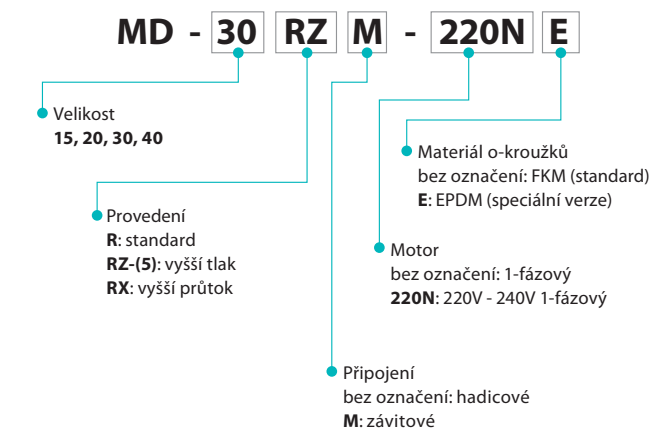 MD - 30 RZ M - 220N E
Velikost
15, 20, 30, 40
Materiál o-kroužků
bez označení: FKM (standard)
E: EPDM (speciální verze)
Provedení
R: standard
RZ-(5): vyšší tlak
RX: vyšší průtok
Motor
bez označení: 1-fázový
220N: 220V - 240V 1-fázový
Připojení
bez označení: hadicové
M: závitové